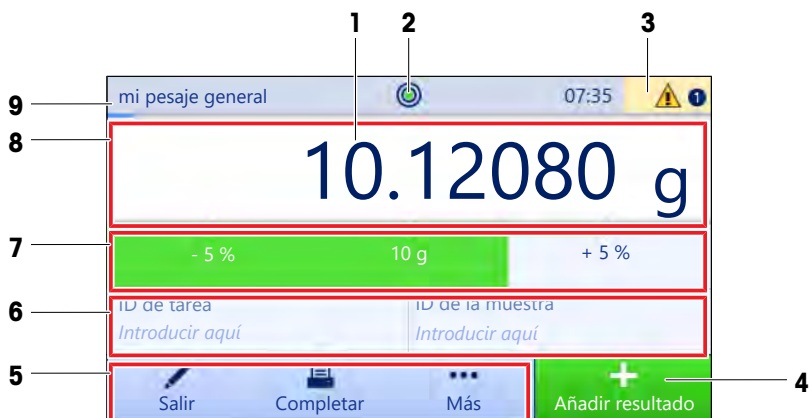 1 2 3
9 mi pesaje general 07:35 1
8 10.12080 g
7 - 5 % 10 g + 5 %
6 ID de tarea ID de la muestra
Introducir aquí Introducir aquí
5 Salir Completar Más Añadir resultado 4